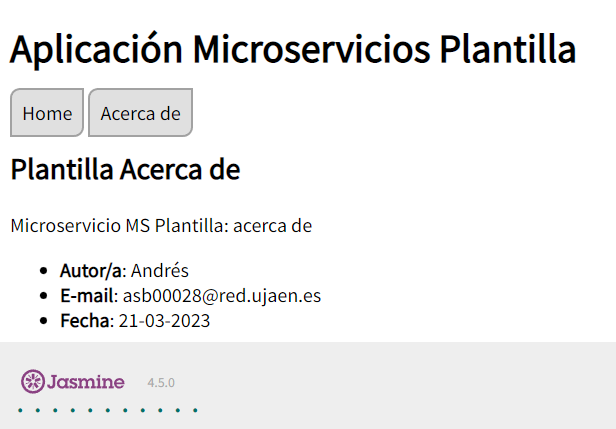 Aplicación Microservicios Plantilla
Home Acerca de
Plantilla Acerca de
Microservicio MS Plantilla: acerca de
• Autor/a: Andrés
• E-mail: asb00028@red.ujaen.es
• Fecha: 21-03-2023
Jasmine 4.5.0